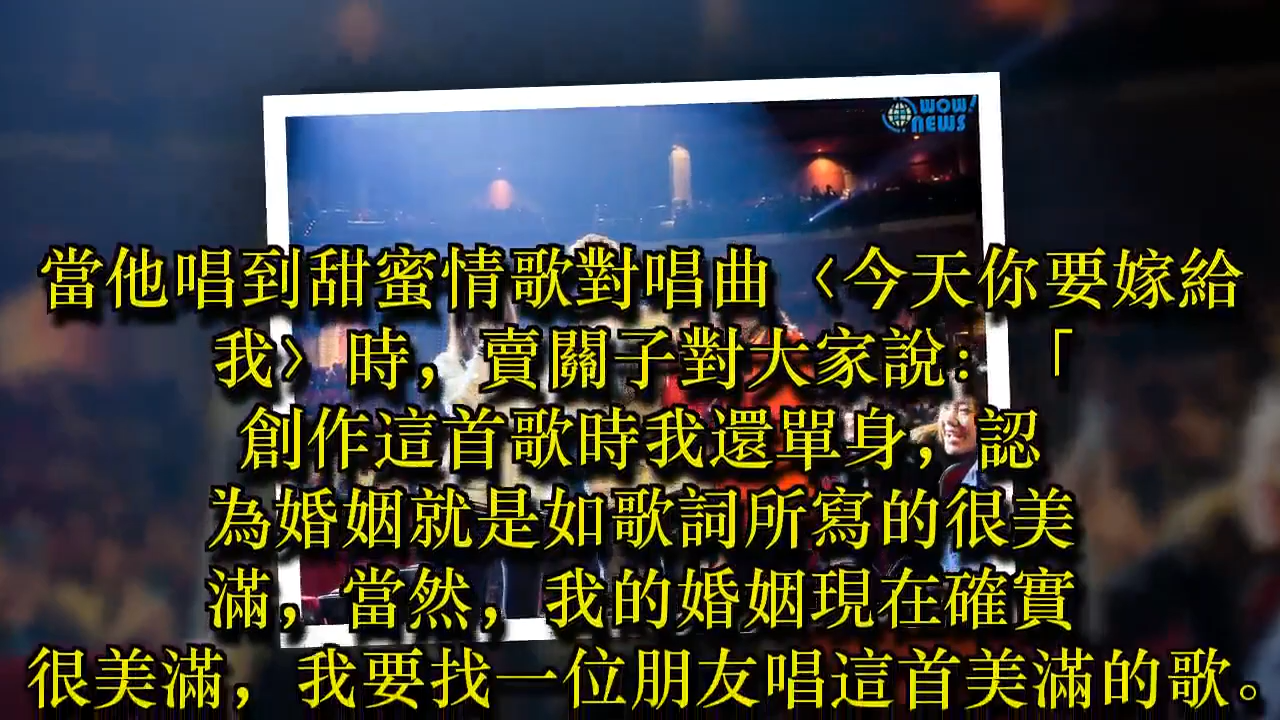 WOW!
NEWS
當他唱到甜蜜情歌對唱曲〈今天你要嫁給
我〉時，賣關子對大家說：「
創作這首歌時我還單身，認
為婚姻就是如歌詞所寫的很美
滿，當然，我的婚姻現在確實
很美滿，我要找一位朋友唱這首美滿的歌。